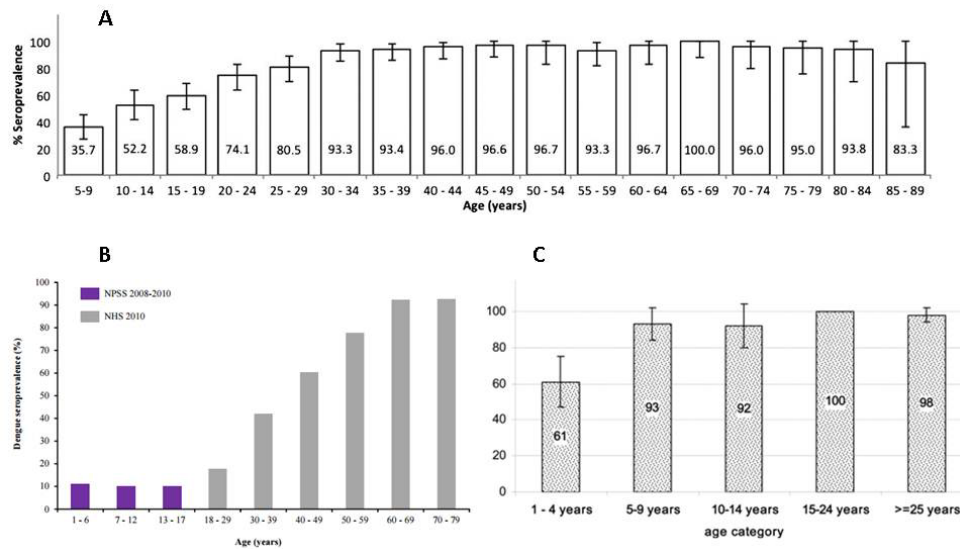 A
% Seroprevalence
100
80
60
40
20
0
35.7 52.2 58.9 74.1 80.5 93.3 93.4 96.0 96.6 96.7 93.3 96.7 100.0 96.0 95.0 93.8 83.3
5-9 10 - 14 15 - 19 20 - 24 25 - 29 30 - 34 35 - 39 40 - 44 45 - 49 50 - 54 55 - 59 60 - 64 65 - 69 70 - 74 75 - 79 80 - 84 85 - 89
Age (years)
B
NPSS 2008-2010
NHS 2010
Dengue seroprevalence (%)
100
90
80
70
60
50
40
30
20
10
0
1 - 6 7 - 12 13 - 17 18 - 29 30 - 39 40 - 49 50 - 59 60 - 69 70 - 79
Age (years)
C
100
80
60
40
20
0
61 93 92 100 98
1 - 4 years 5-9 years 10-14 years 15-24 years >=25 years
age category